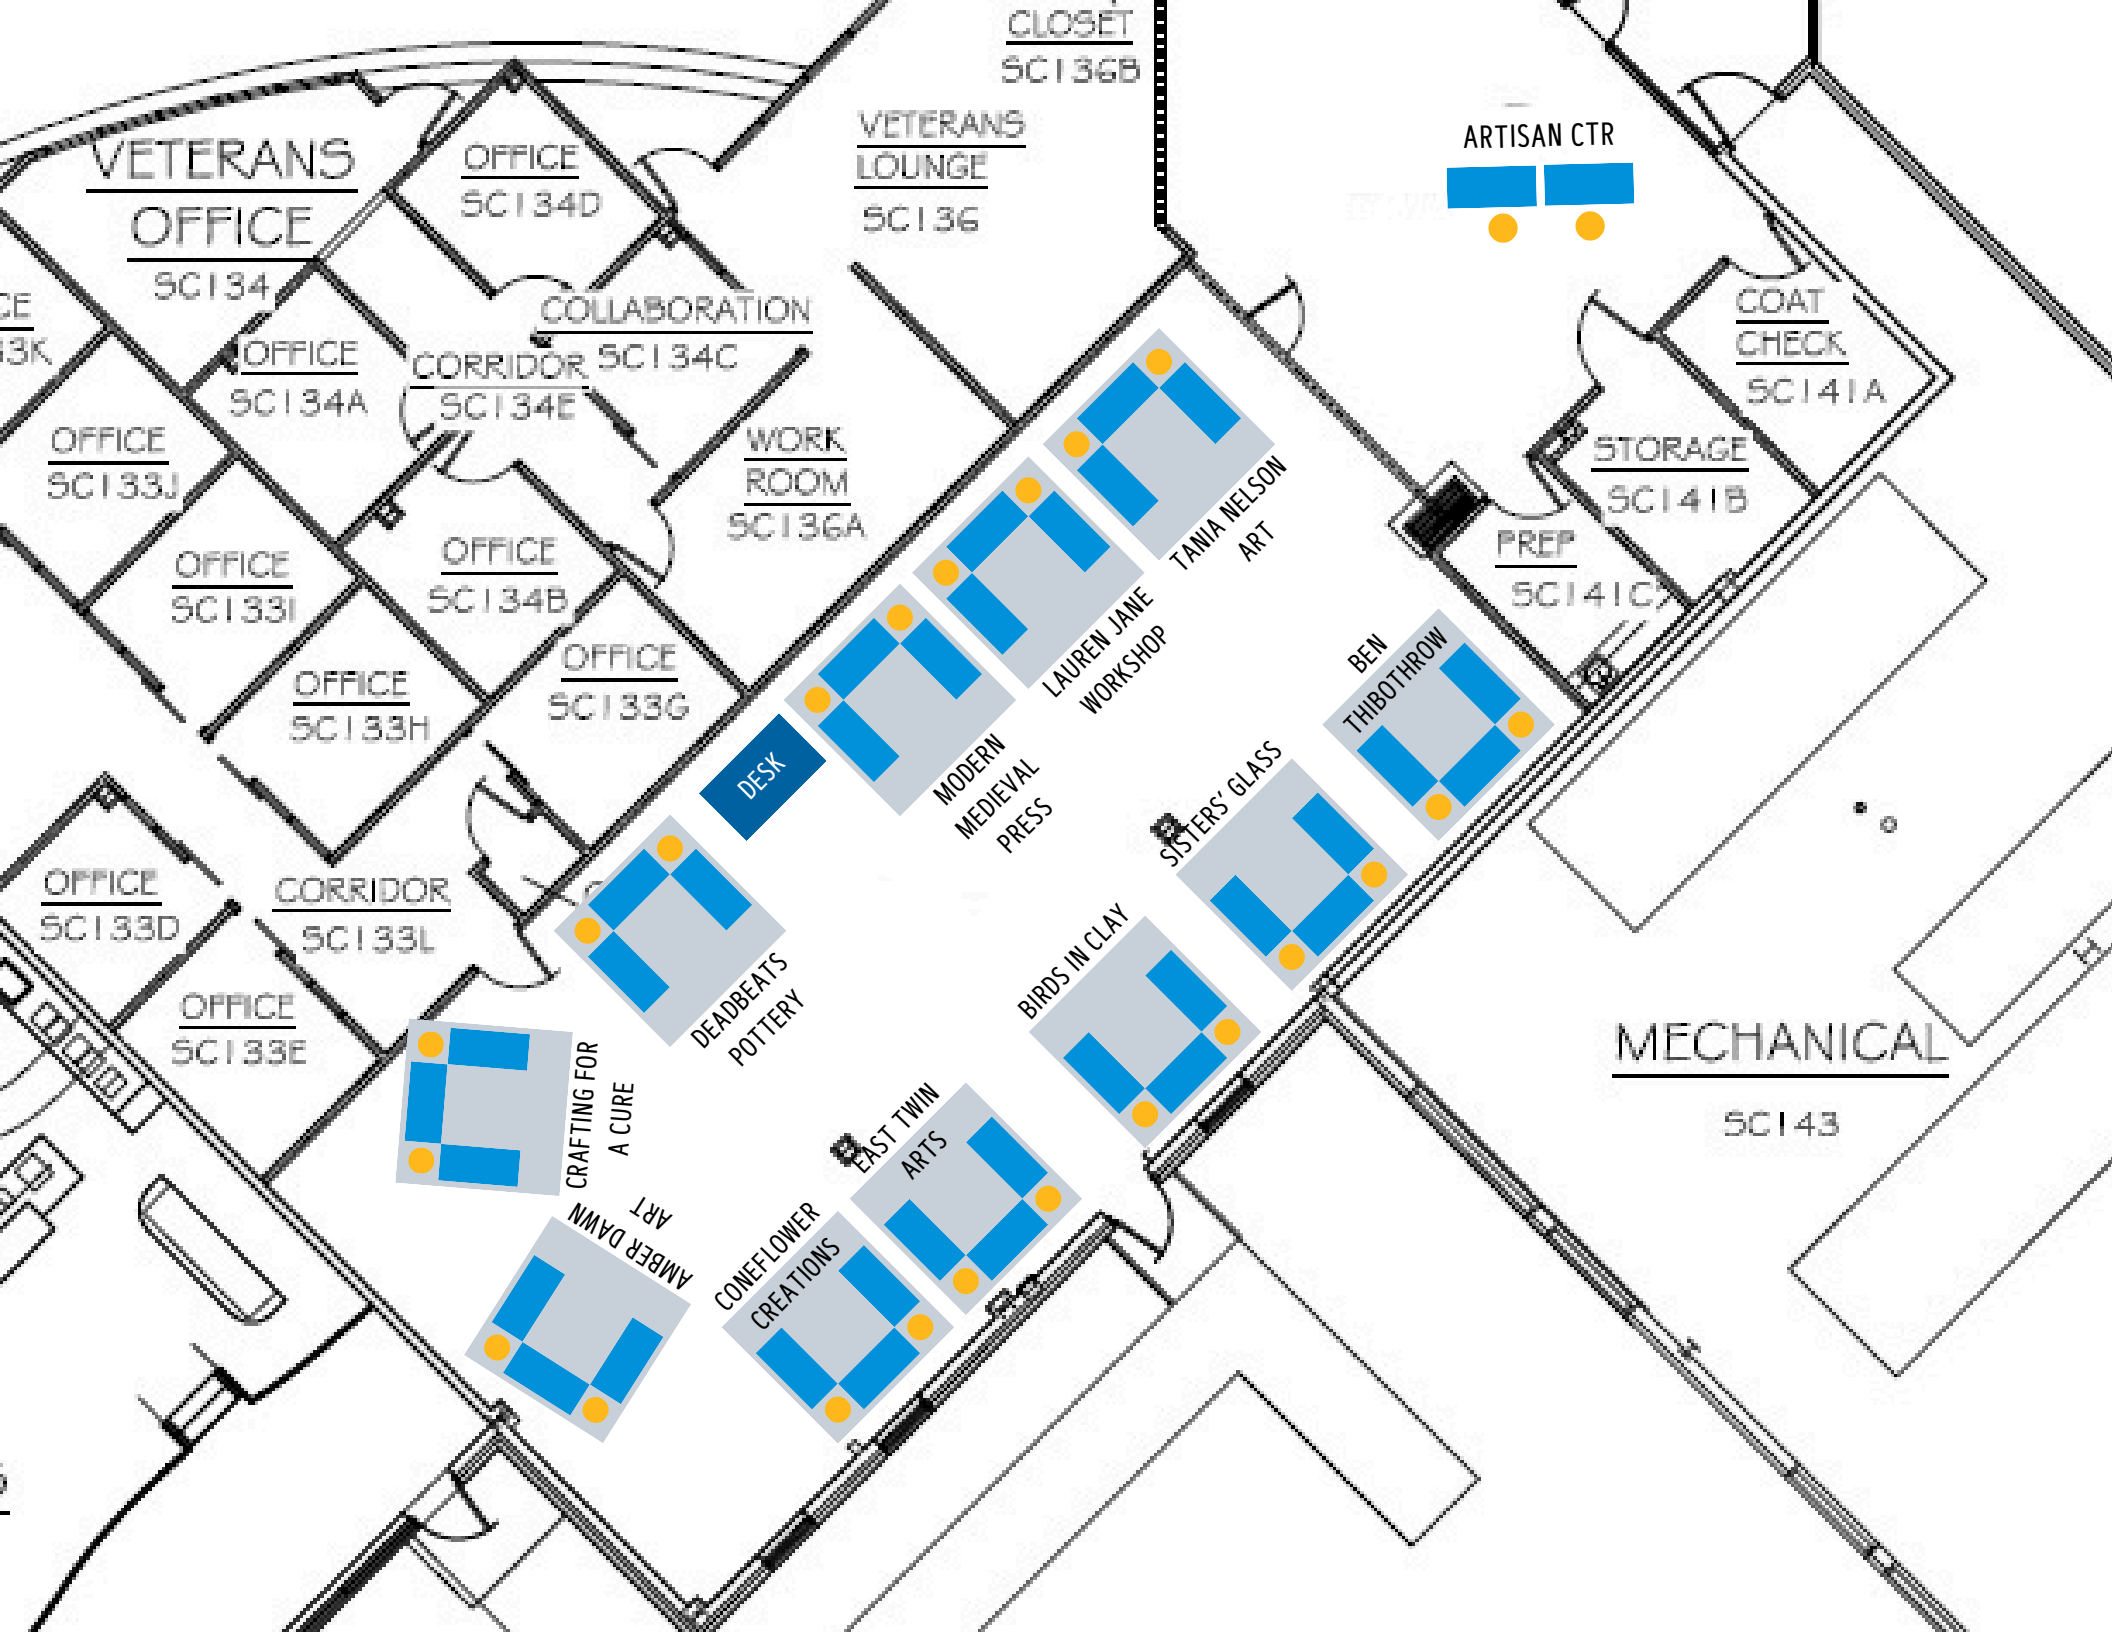 CLOSET
SC136B
VETERANS
LOUNGE
SC136
ARTISAN CTR
VETERANS
OFFICE
SC134
OFFICE
SC134D
COLLABORATION
SC134C
CORRIDOR
SC134E
OFFICE
SC134A
CE
33K
OFFICE
SC133J
WORK
ROOM
SC136A
COAT
CHECK
SC141A
STORAGE
SC141B
PREP
SC141C
OFFICE
SC133I
OFFICE
SC134B
OFFICE
SC133H
OFFICE
SC133G
TANIA NELSON
ART
LAUREN JANE
WORKSHOP
MODERN
MEDIEVAL
PRESS
DESK
BEN
THIBOTHROW
SISTERS' GLASS
BIRDS IN CLAY
OFFICE
SC133D
CORRIDOR
SC133L
OFFICE
SC133E
DEADBEATS
POTTERY
CRAFTING FOR
A CURE
EAST TWIN
ARTS
AMBER DAWN
ART
CONEFLOWER
CREATIONS
MECHANICAL
SC143